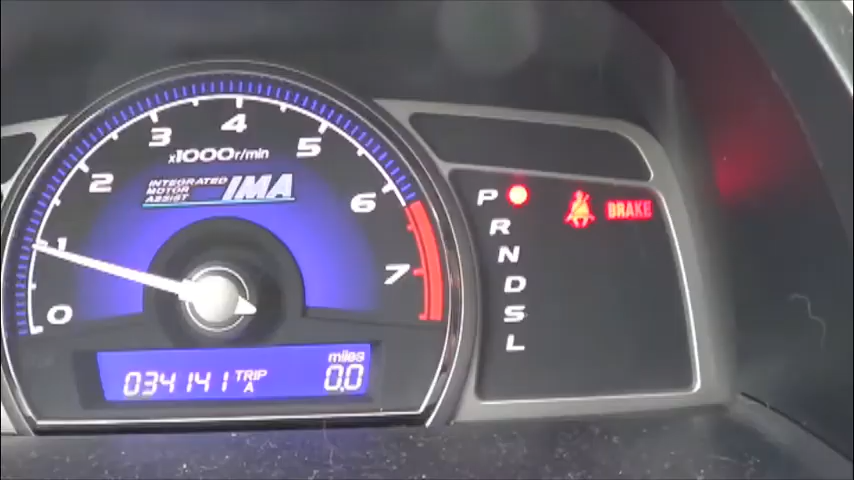 0
1
2
3
4
5
6
7
x1000r/min
INTEGRATED
MOTOR
ASSIST
IMA
034141 TRIP A
miles
0.0
P
R
N
D
S
L
BRAKE